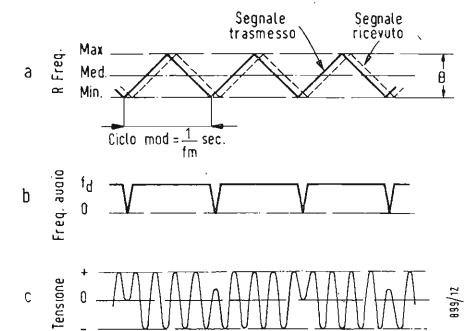 Segnale trasmesso
Segnale ricevuto
a
R Freq.
Max
Med.
Min.
B
Ciclo mod = 1/fm sec.
b
Freq. audio
fd
0
c
Tensione
+
0
-
899/12